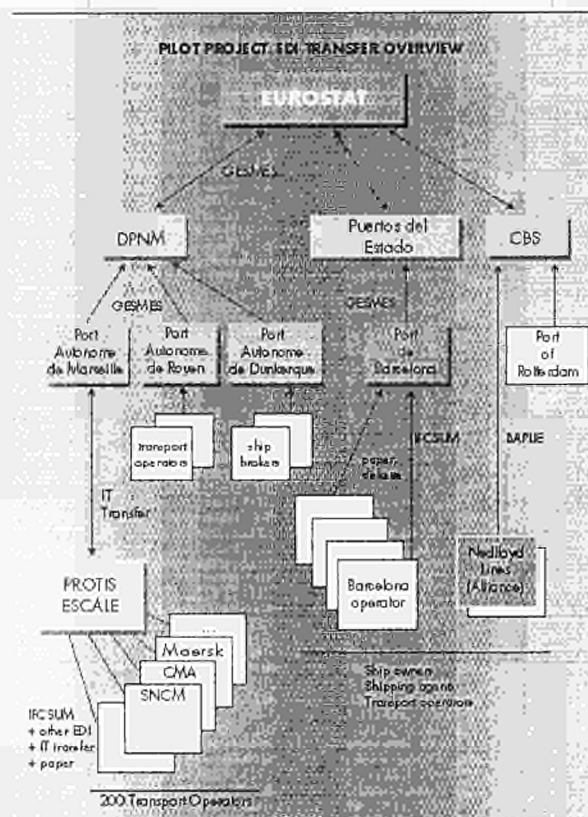 PILOT PROJECT. EDI TRANSFER OVERVIEW
EUROSTAT
GESMES
DPNM
Puertos del
Estado
CBS
GESMES
GESMES
Port
Autonome
de Marseille
Port
Autonome
de Rouen
Port
Autonome
de Dunkerque
Port
de
Barcelona
Port
of
Rotterdam
transport
operators
ship
brokers
paper,
IFCSUM
BAPLIE
IT
Transfer
PROTIS
ESCALE
Barcelona
operator
Nedlloyd
Lines
(Alliance)
...
Maersk
CMA
SNCM
Ship owners
Shipping agents
Transport operators
IFCSUM
+ other EDI
+ IT transfer
+ paper
200 Transport Operators